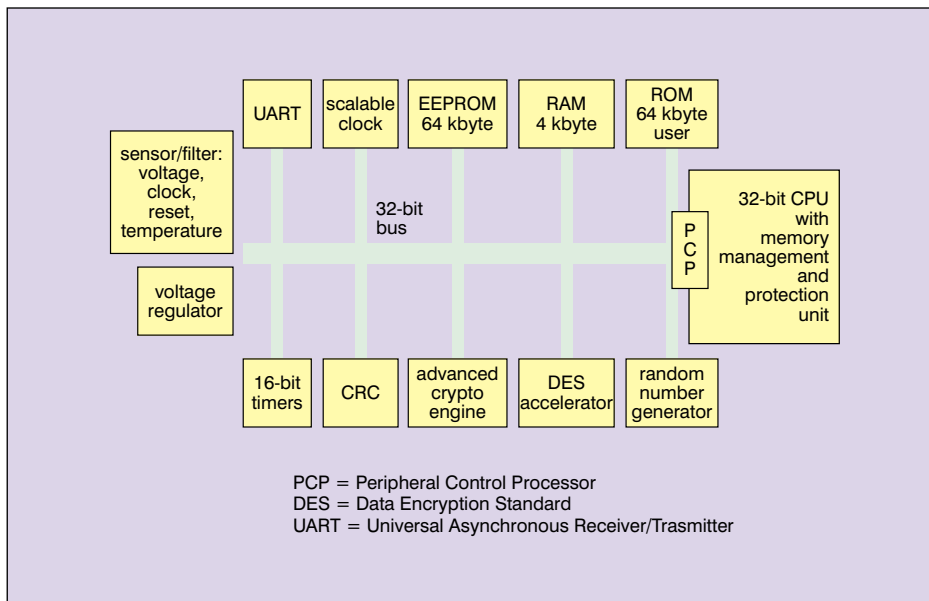 UART
scalable
clock
EEPROM
64 kbyte
RAM
4 kbyte
ROM
64 kbyte
user
sensor/filter:
voltage,
clock,
reset,
temperature
32-bit
bus
P
C
P
32-bit CPU
with
memory
management
and
protection
unit
voltage
regulator
16-bit
timers
CRC
advanced
crypto
engine
DES
accelerator
random
number
generator
PCP = Peripheral Control Processor
DES = Data Encryption Standard
UART = Universal Asynchronous Receiver/Trasmitter